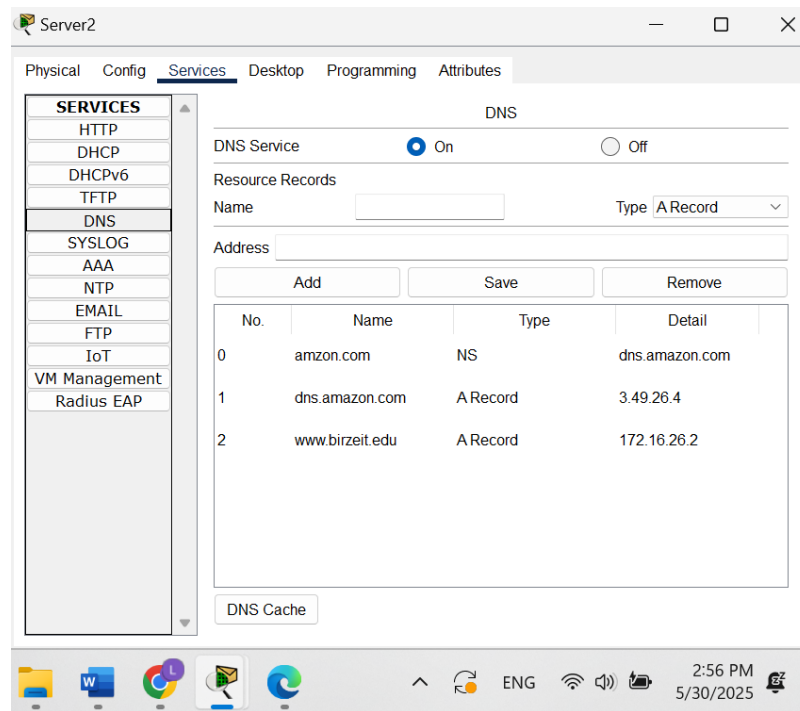 Server2
Physical Config Services Desktop Programming Attributes
SERVICES
HTTP
DHCP
DHCPv6
TFTP
DNS
SYSLOG
AAA
NTP
EMAIL
FTP
IoT
VM Management
Radius EAP
DNS
DNS Service On Off
Resource Records
Name Type A Record
Address
Add Save Remove
No. Name Type Detail
0 amzon.com NS dns.amazon.com
1 dns.amazon.com A Record 3.49.26.4
2 www.birzeit.edu A Record 172.16.26.2
DNS Cache
W L ENG 2:56 PM
5/30/2025